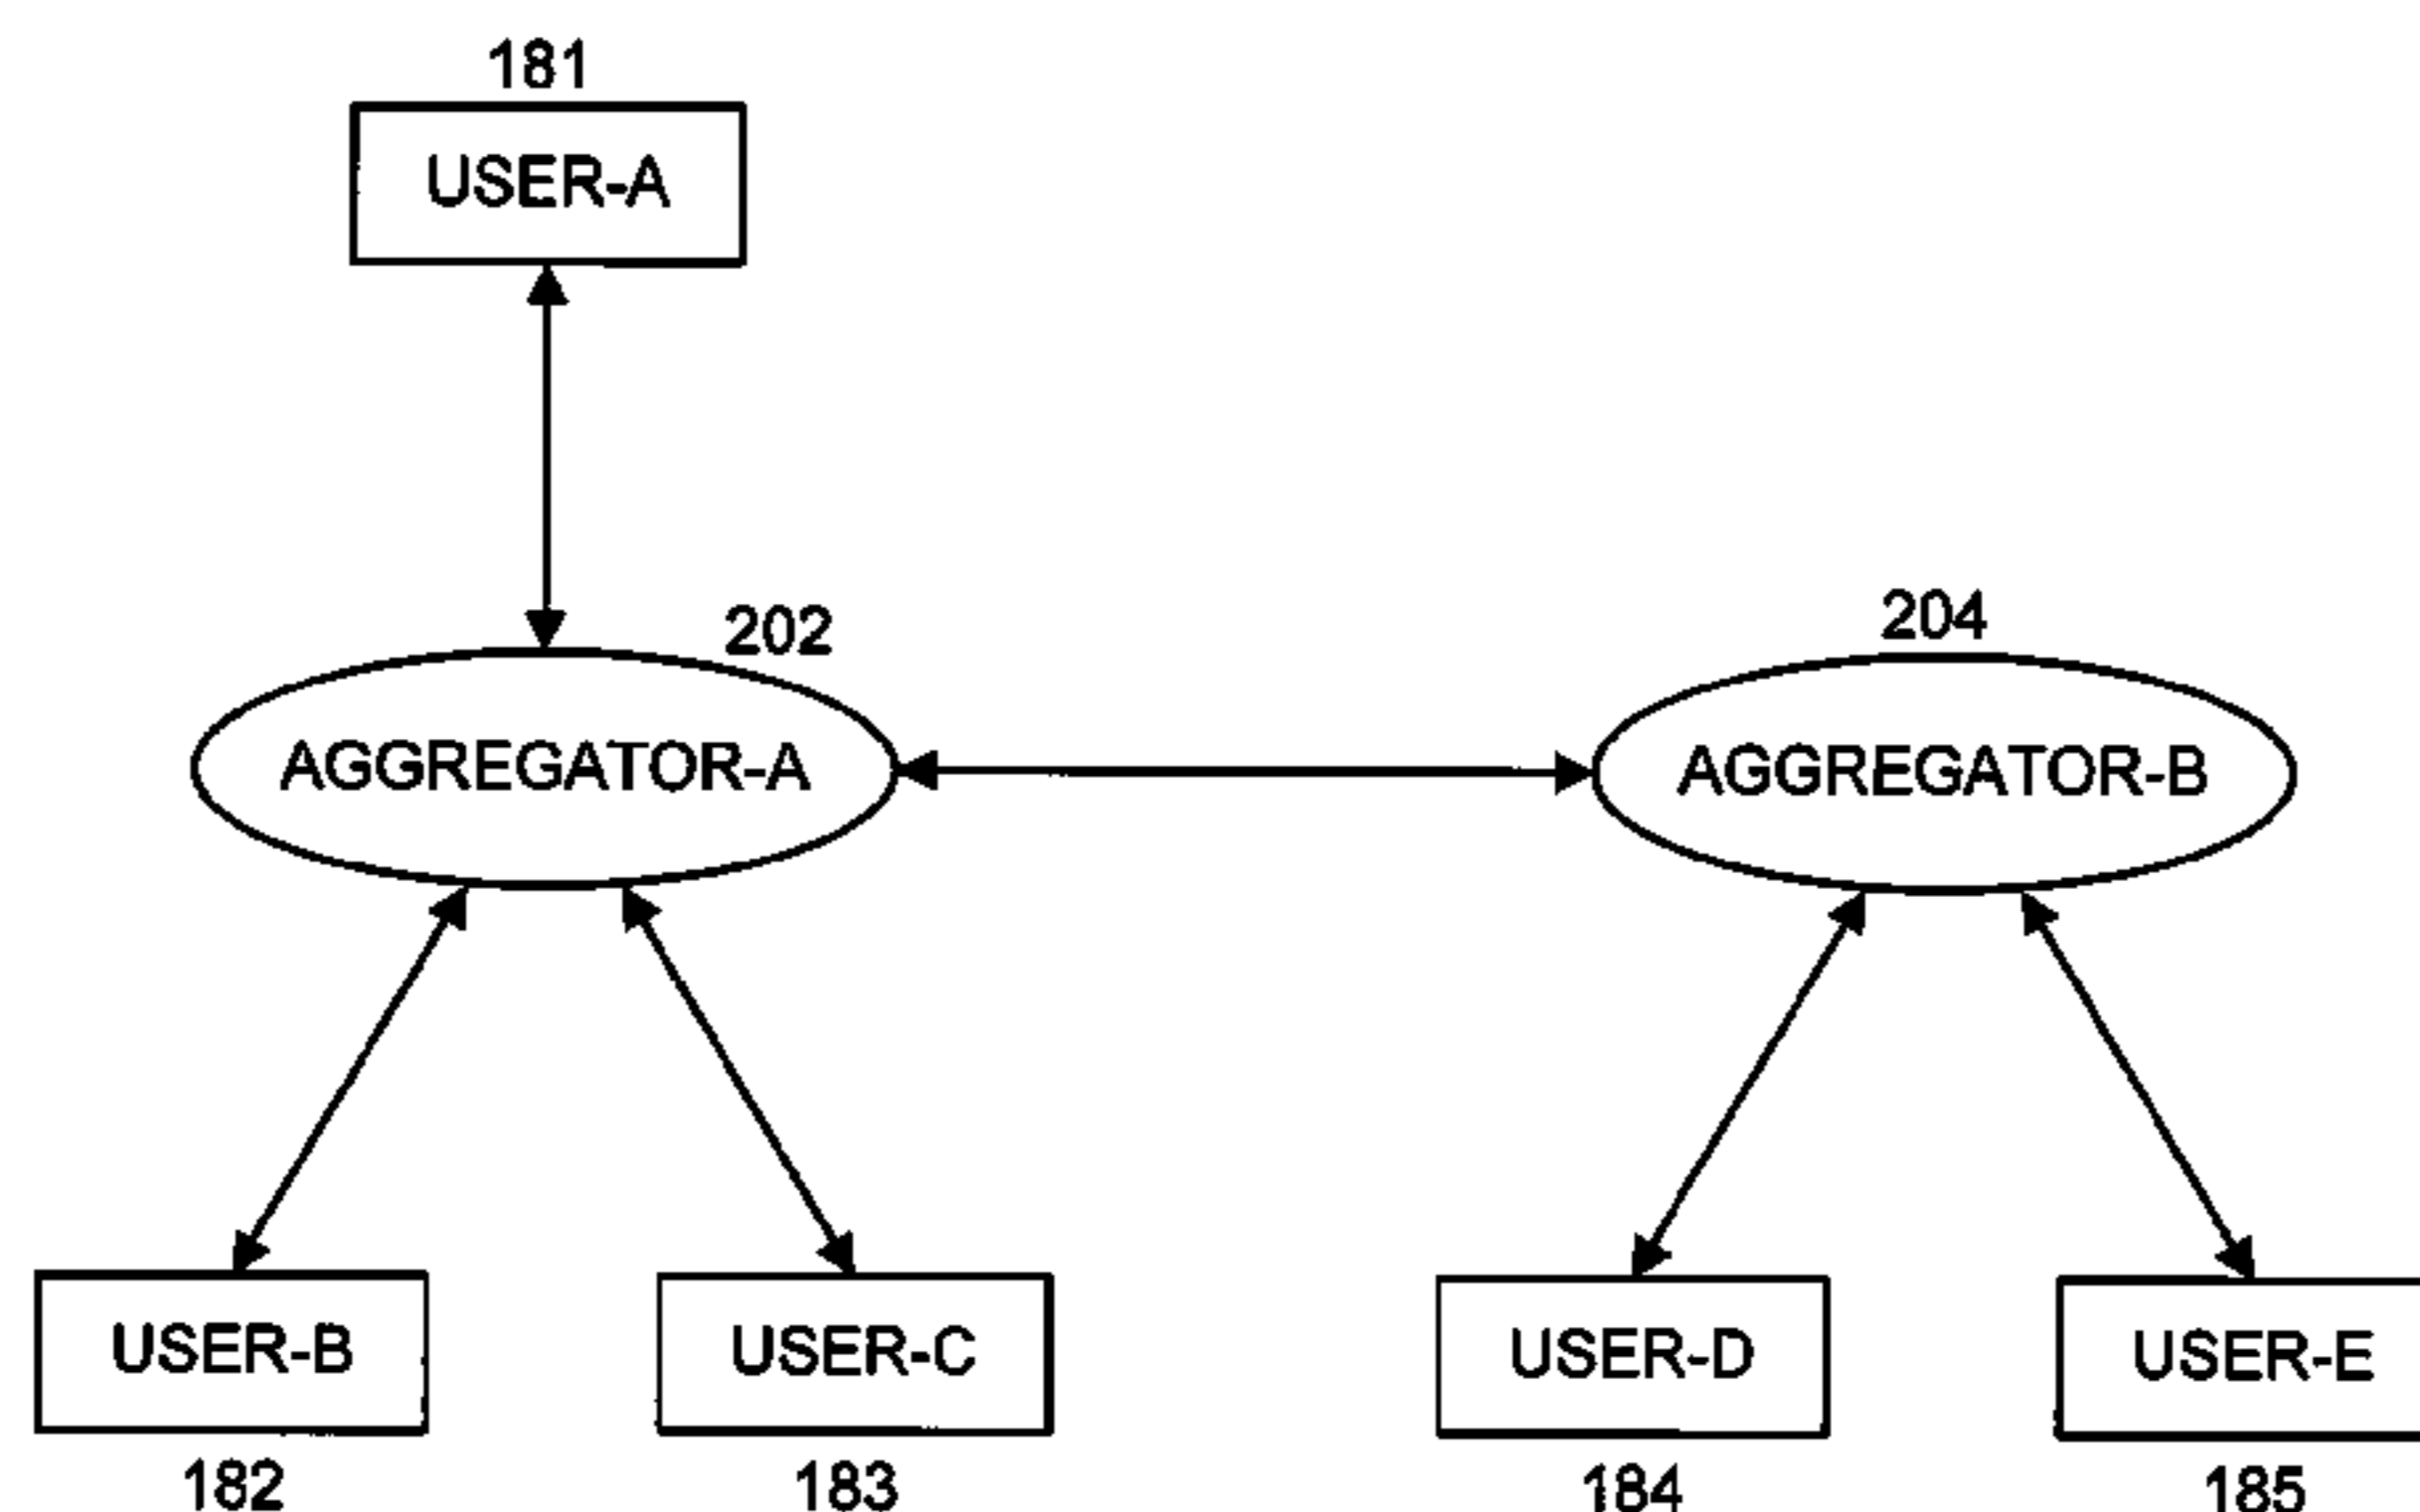 181
USER-A
202
204
AGGREGATOR-A
AGGREGATOR-B
USER-B
USER-C
USER-D
USER-E
182
183
184
185